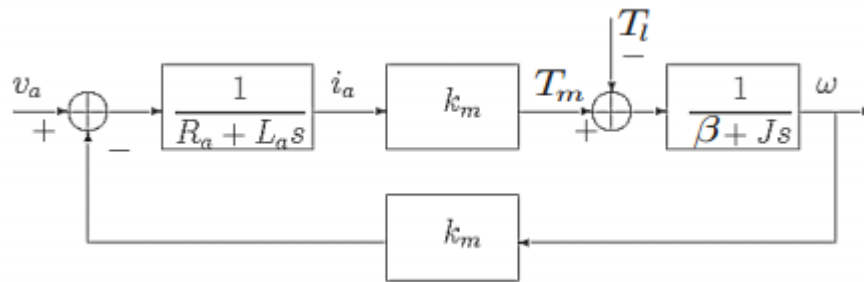 T_l
−
v_a
+
−
1
R_a + L_a s
i_a
k_m
T_m
+
1
β + Js
ω
k_m